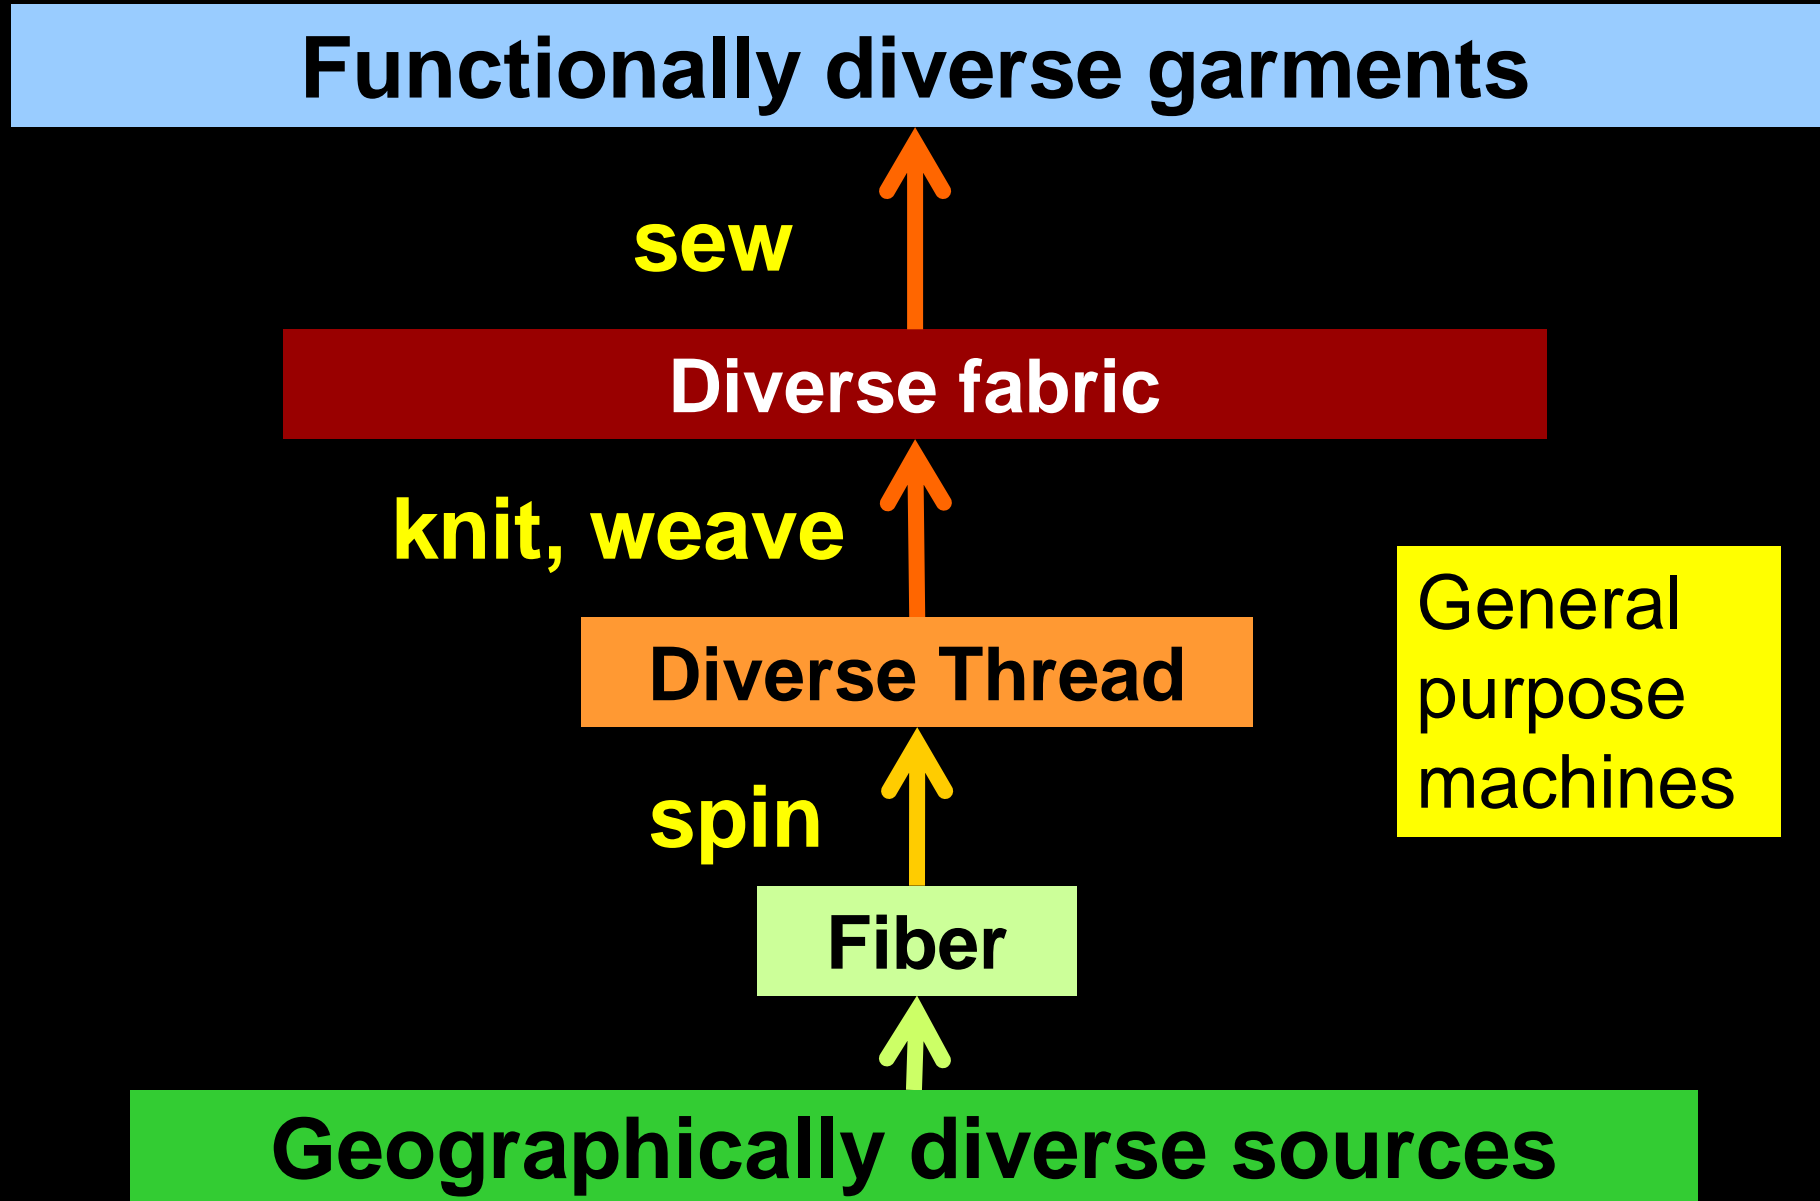 Functionally diverse garments
sew
Diverse fabric
knit, weave
General
purpose
machines
Diverse Thread
spin
Fiber
Geographically diverse sources